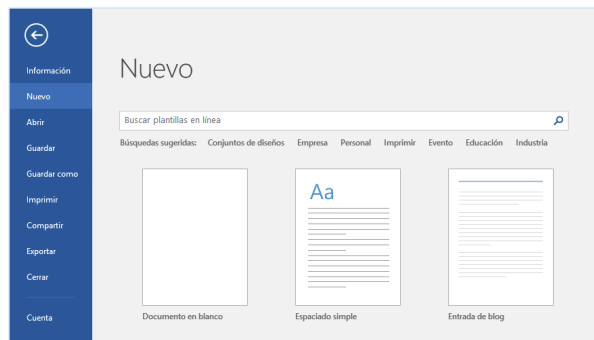 Información
Nuevo
Abrir
Guardar
Guardar como
Imprimir
Compartir
Exportar
Cerrar
Cuenta
Nuevo
Buscar plantillas en línea
Búsquedas sugeridas: Conjuntos de diseños Empresa Personal Imprimir Evento Educación Industria
Aa
Documento en blanco Espaciado simple Entrada de blog